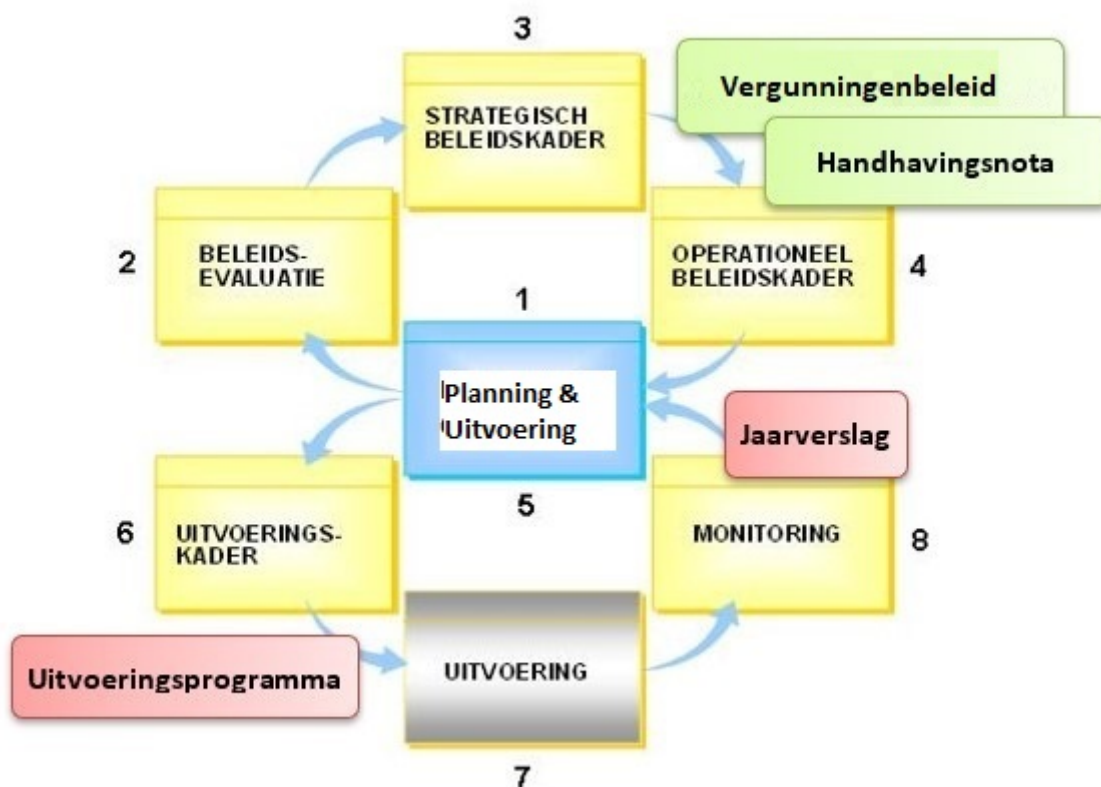 3
STRATEGISCH
BELEIDSKADER
Vergunningenbeleid
Handhavingsnota
2
BELEIDS-
EVALUATIE
OPERATIONEEL
BELEIDSKADER
4
1
Planning &
Uitvoering
Jaarverslag
5
6
UITVOERINGS-
KADER
MONITORING
8
Uitvoeringsprogramma
UITVOERING
7